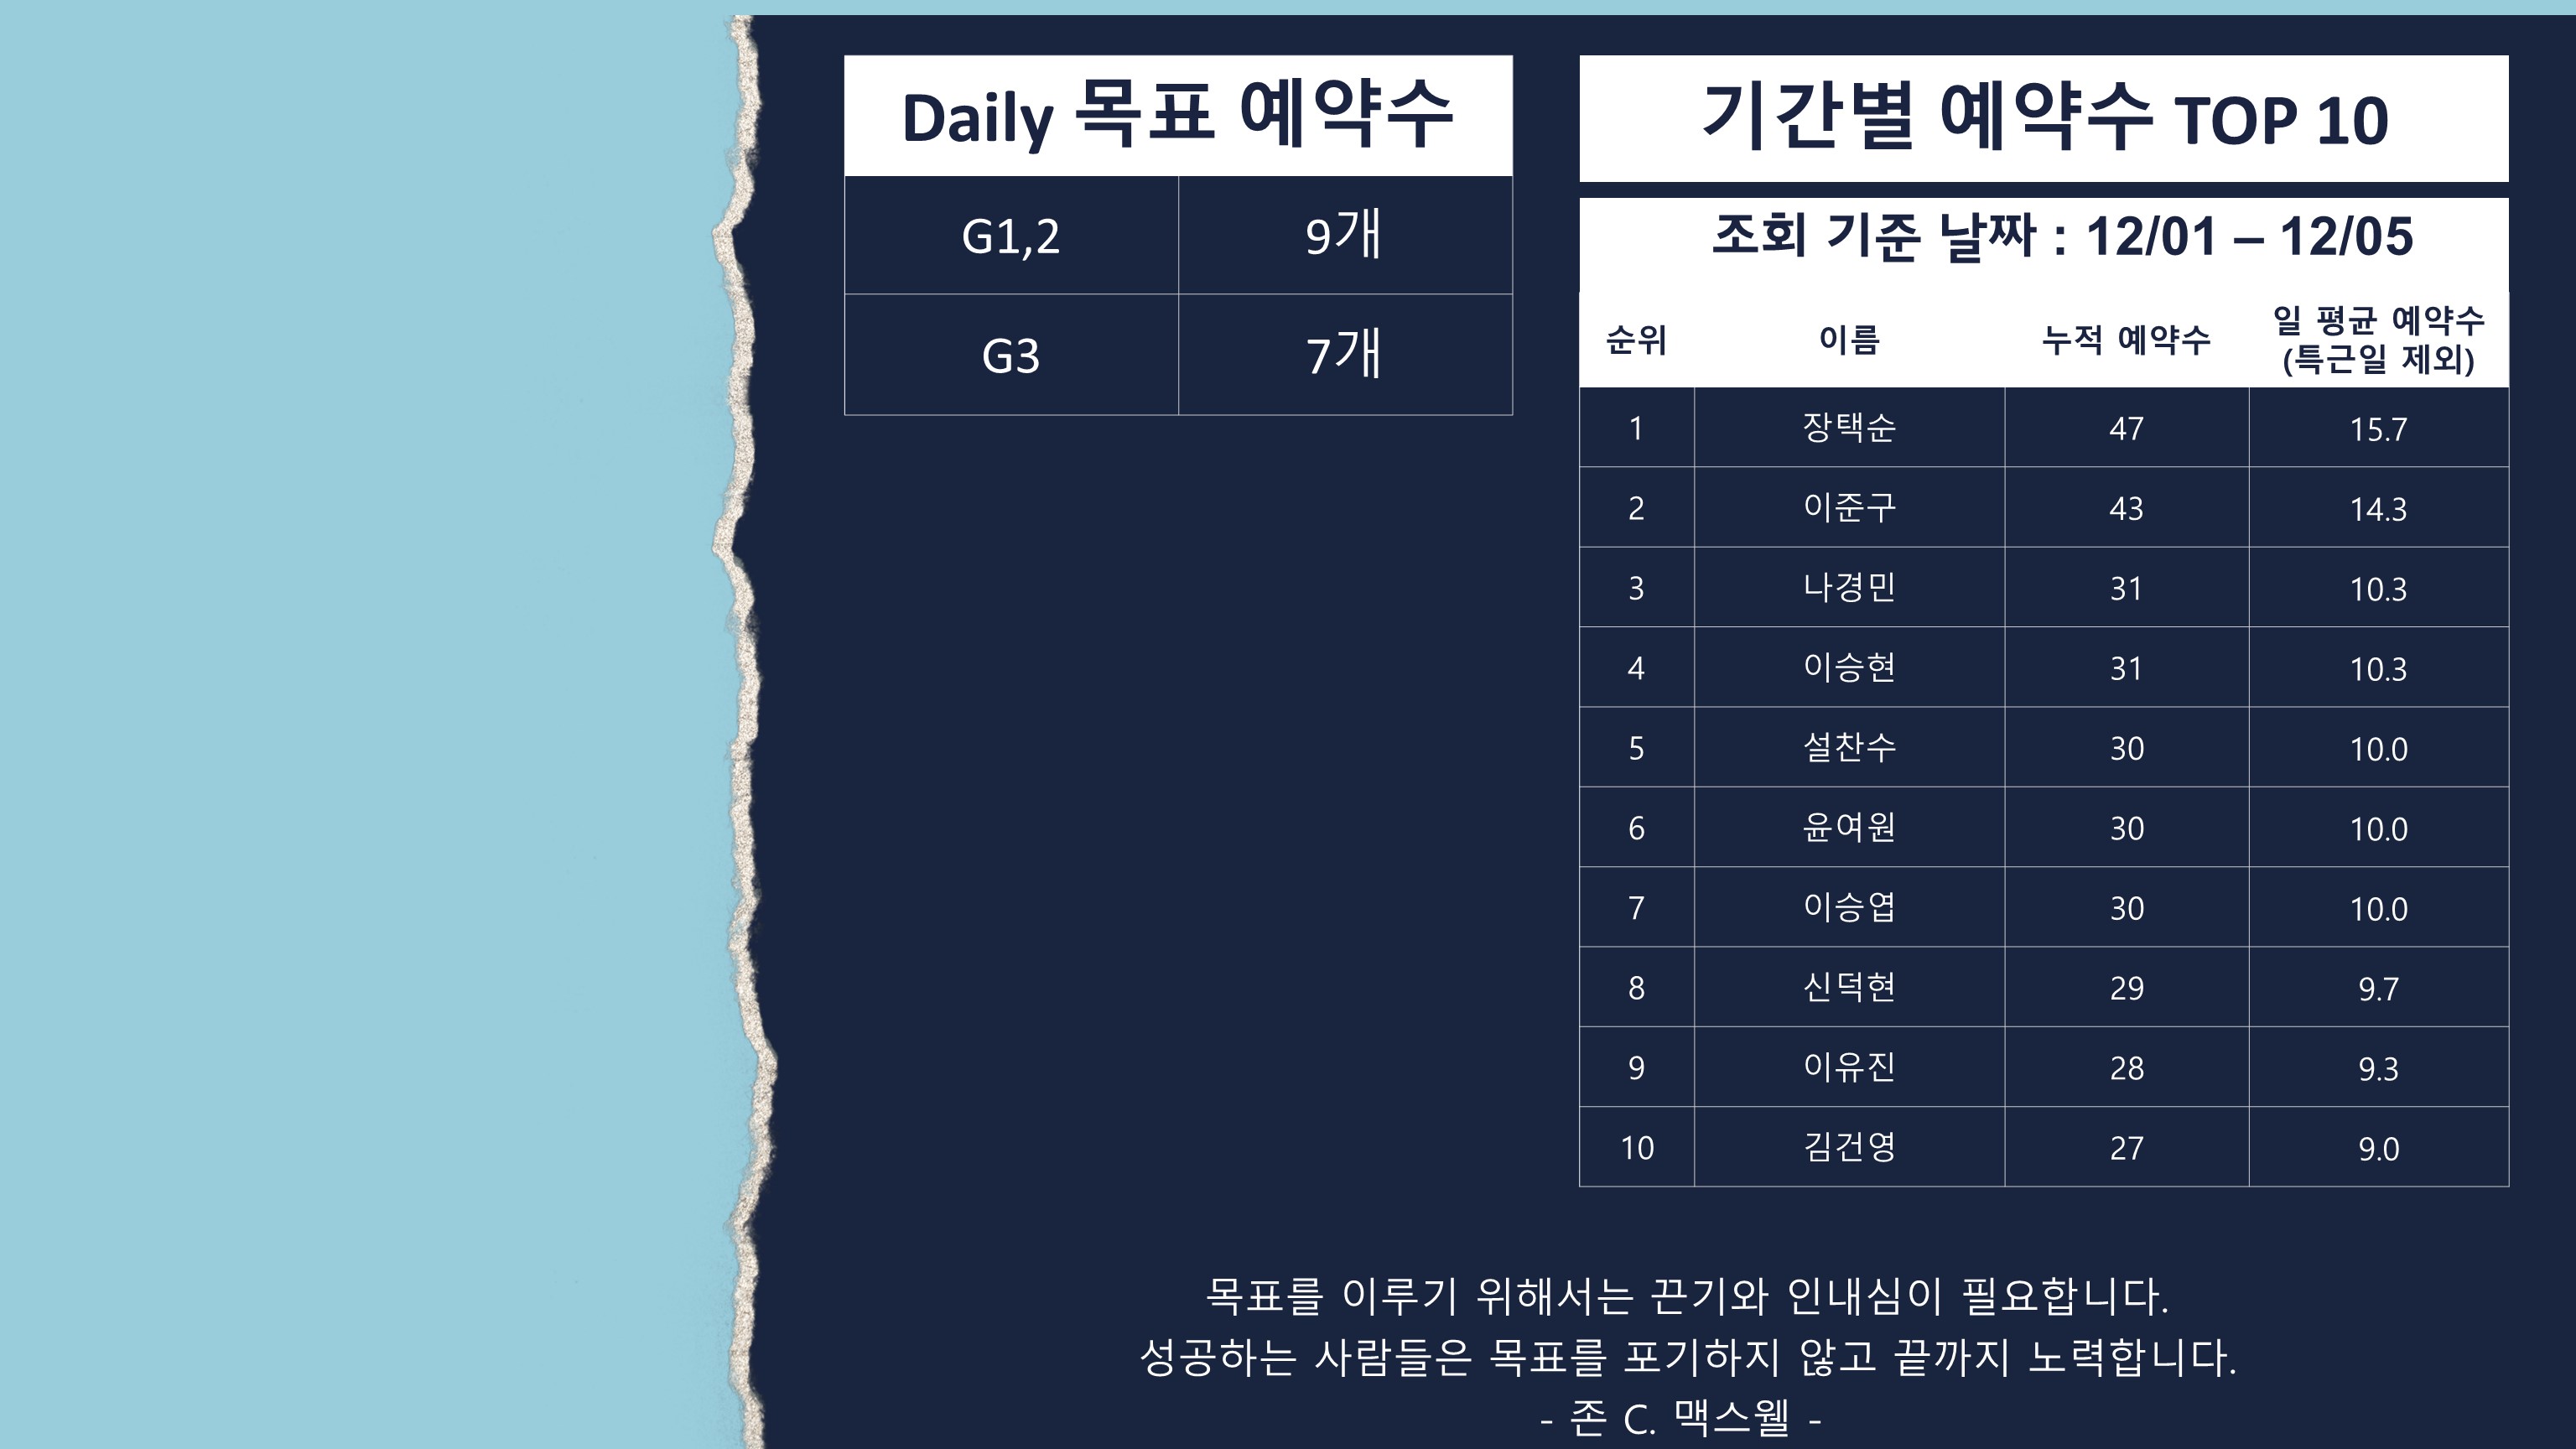 Daily 목표 예약수
G1,2 9개
G3 7개
기간별 예약수 TOP 10
조회 기준 날짜 : 12/01 – 12/05
순위 이름 누적 예약수 일 평균 예약수
(특근일 제외)
1 장택순 47 15.7
2 이준구 43 14.3
3 나경민 31 10.3
4 이승현 31 10.3
5 설찬수 30 10.0
6 윤여원 30 10.0
7 이승엽 30 10.0
8 신덕현 29 9.7
9 이유진 28 9.3
10 김건영 27 9.0
목표를 이루기 위해서는 끈기와 인내심이 필요합니다.
성공하는 사람들은 목표를 포기하지 않고 끝까지 노력합니다.
- 존 C. 맥스웰 -